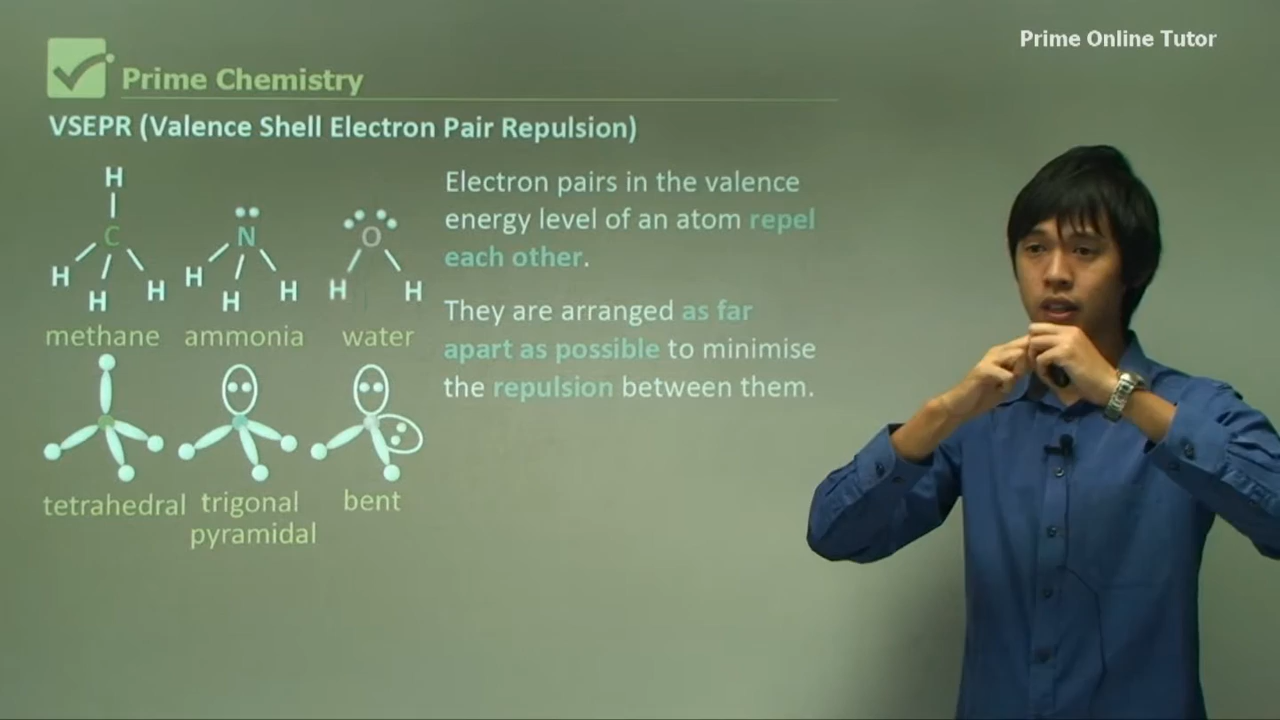 Prime Online Tutor
Prime Chemistry
VSEPR (Valence Shell Electron Pair Repulsion)
H
C
H
H
H
methane
N
H
H
H
ammonia
O
H
H
water
tetrahedral
trigonal
pyramidal
bent
Electron pairs in the valence
energy level of an atom repel
each other.
They are arranged as far
apart as possible to minimise
the repulsion between them.